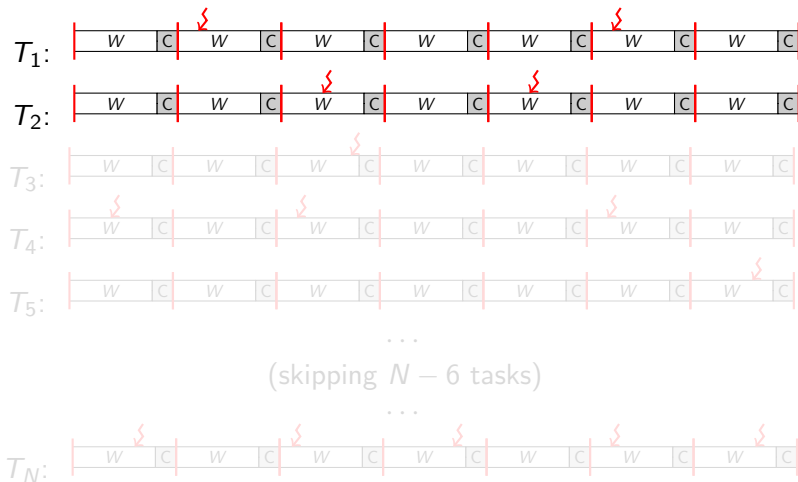 T1: W C W C W C W C W C W C W C
T2: W C W C W C W C W C W C W C
T3: W C W C W C W C W C W C W C
T4: W C W C W C W C W C W C W C
T5: W C W C W C W C W C W C W C
...
(skipping N − 6 tasks)
...
TN: W C W C W C W C W C W C W C